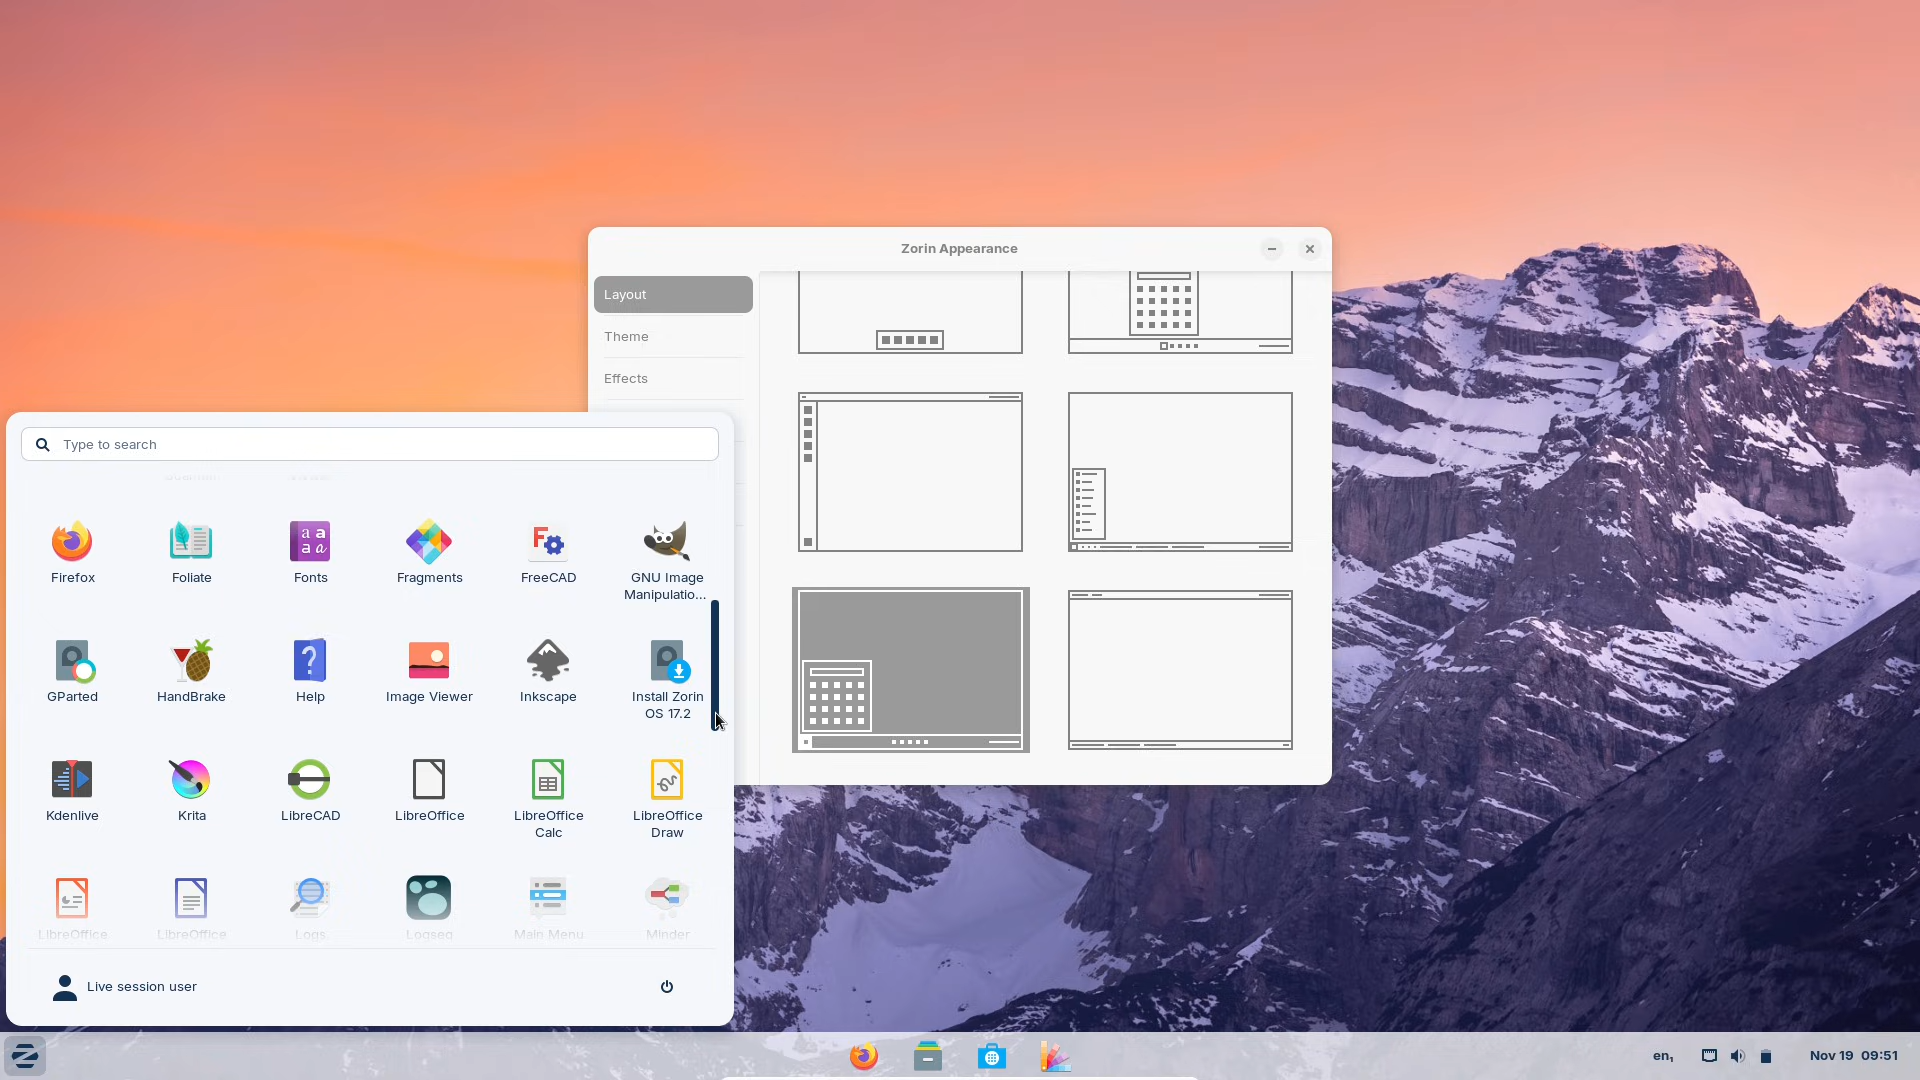 Zorin Appearance
Layout
Theme
Effects
Type to search
Firefox
Foliate
Fonts
Fragments
FreeCAD
GNU Image
Manipulatio...
GParted
HandBrake
Help
Image Viewer
Inkscape
Install Zorin
OS 17.2
Kdenlive
Krita
LibreCAD
LibreOffice
LibreOffice
Calc
LibreOffice
Draw
LibreOffice
LibreOffice
Logs
Logseq
Main Menu
Minder
Live session user
en₁
Nov 19 09:51